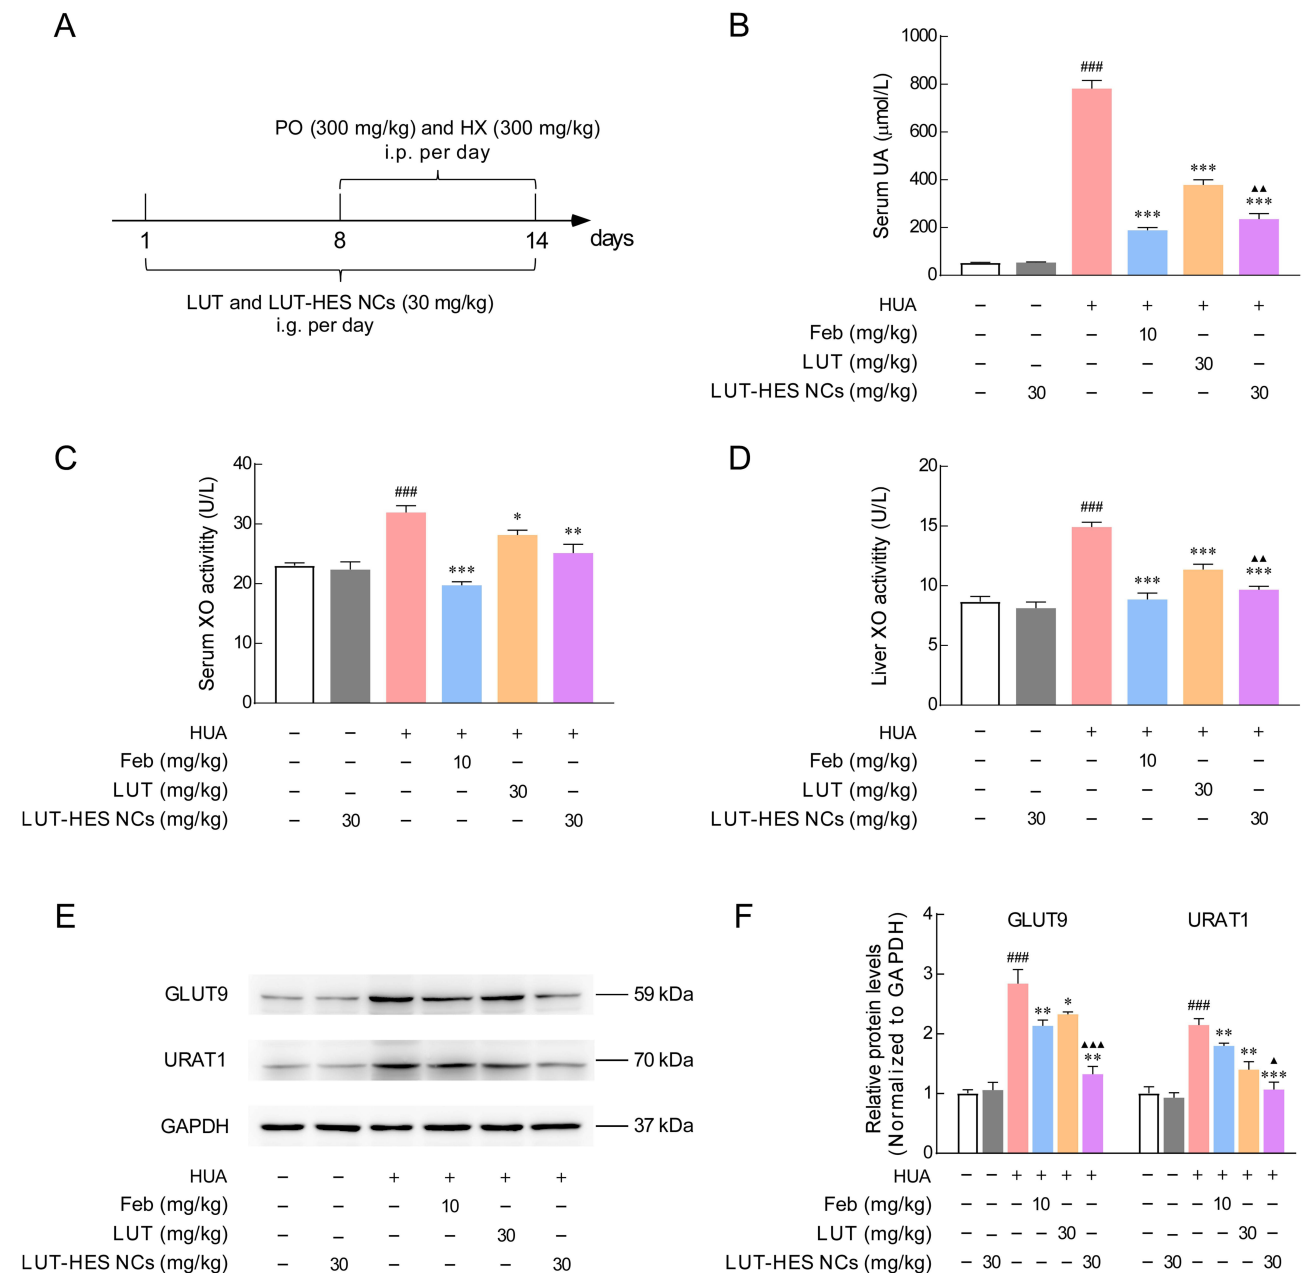 A
PO (300 mg/kg) and HX (300 mg/kg)
i.p. per day
1 8 14 days
LUT and LUT-HES NCs (30 mg/kg)
i.g. per day
B
Serum UA (μmol/L)
1000
800
600
400
200
0
###
***
***
▲▲
***
HUA – – + + + +
Feb (mg/kg) – – – 10 – –
LUT (mg/kg) – – – – 30 –
LUT-HES NCs (mg/kg) – 30 – – – 30
C
Serum XO activitity (U/L)
40
30
20
10
0
###
***
*
**
HUA – – + + + +
Feb (mg/kg) – – – 10 – –
LUT (mg/kg) – – – – 30 –
LUT-HES NCs (mg/kg) – 30 – – – 30
D
Liver XO activitity (U/L)
20
15
10
5
0
###
***
***
▲▲
***
HUA – – + + + +
Feb (mg/kg) – – – 10 – –
LUT (mg/kg) – – – – 30 –
LUT-HES NCs (mg/kg) – 30 – – – 30
E
GLUT9 59 kDa
URAT1 70 kDa
GAPDH 37 kDa
HUA – – + + + +
Feb (mg/kg) – – – 10 – –
LUT (mg/kg) – – – – 30 –
LUT-HES NCs (mg/kg) – 30 – – – 30
F
Relative protein levels
(Normalized to GAPDH)
4
3
2
1
0
GLUT9 URAT1
###
**
*
▲▲▲
**
###
**
**
▲
***
HUA – – + + + + – – + + + +
Feb (mg/kg) – – – 10 – – – – – 10 – –
LUT (mg/kg) – – – – 30 – – – – – 30 –
LUT-HES NCs (mg/kg) – 30 – – – 30 – 30 – – – 30